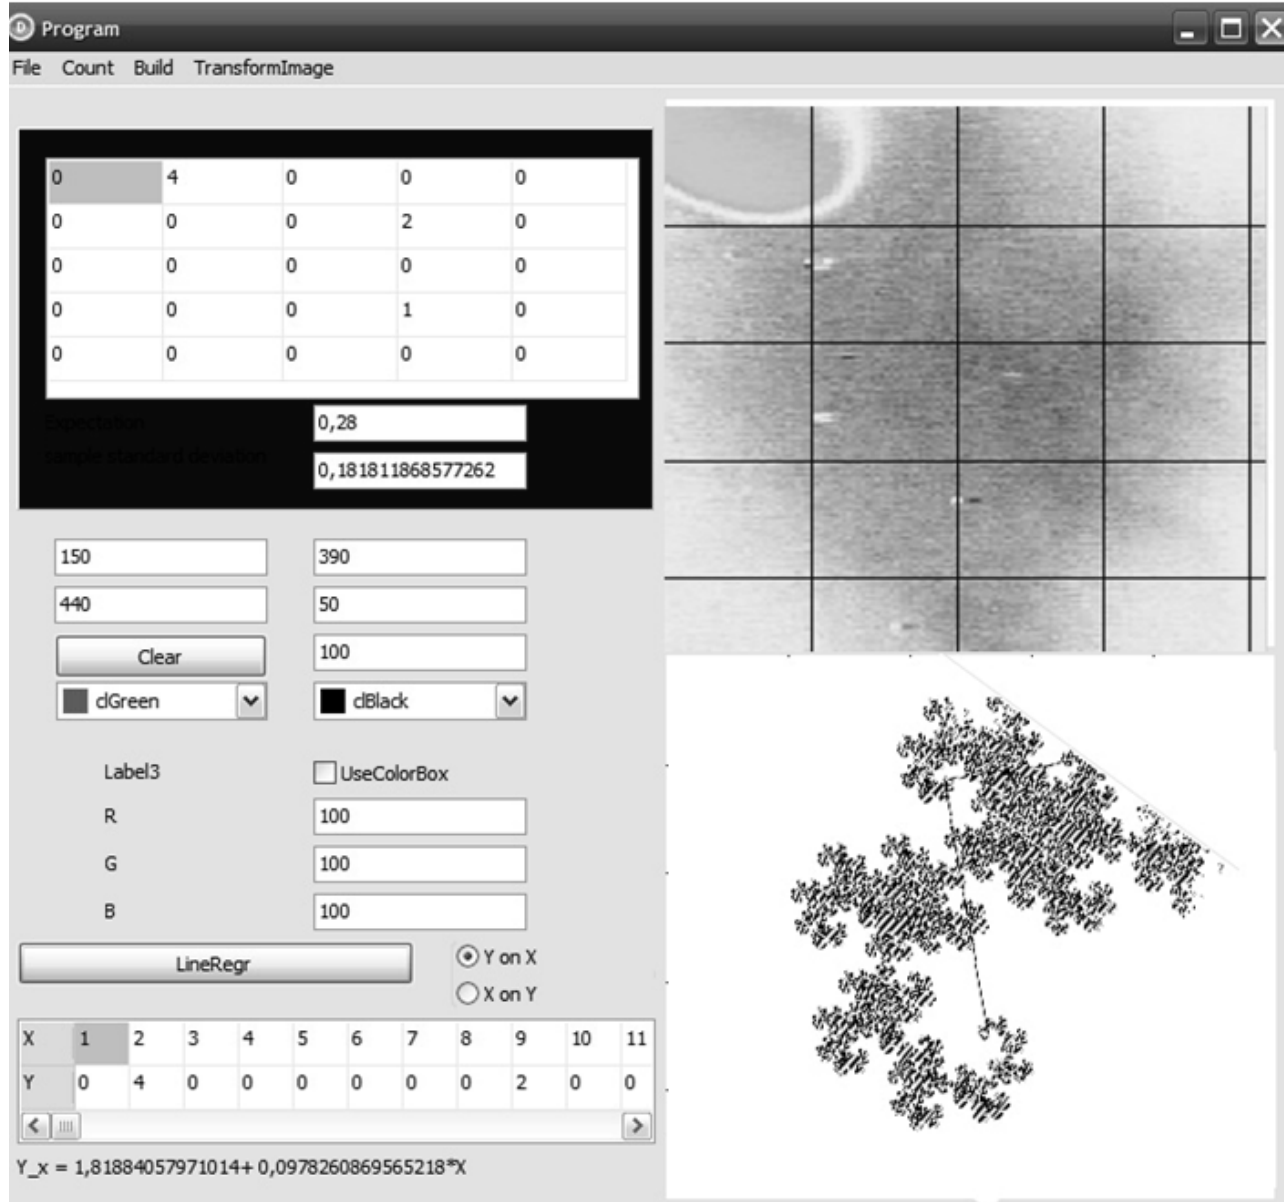 Program
File Count Build TransformImage
0 4 0 0 0
0 0 0 2 0
0 0 0 0 0
0 0 0 1 0
0 0 0 0 0
Expectation 0,28
sample standard deviation 0,181811868577262
150 390
440 50
Clear 100
clGreen clBlack
Label3 UseColorBox
R 100
G 100
B 100
LineRegr Y on X
X on Y
X 1 2 3 4 5 6 7 8 9 10 11
Y 0 4 0 0 0 0 0 0 2 0 0
Y_x = 1,81884057971014+ 0,0978260869565218*X